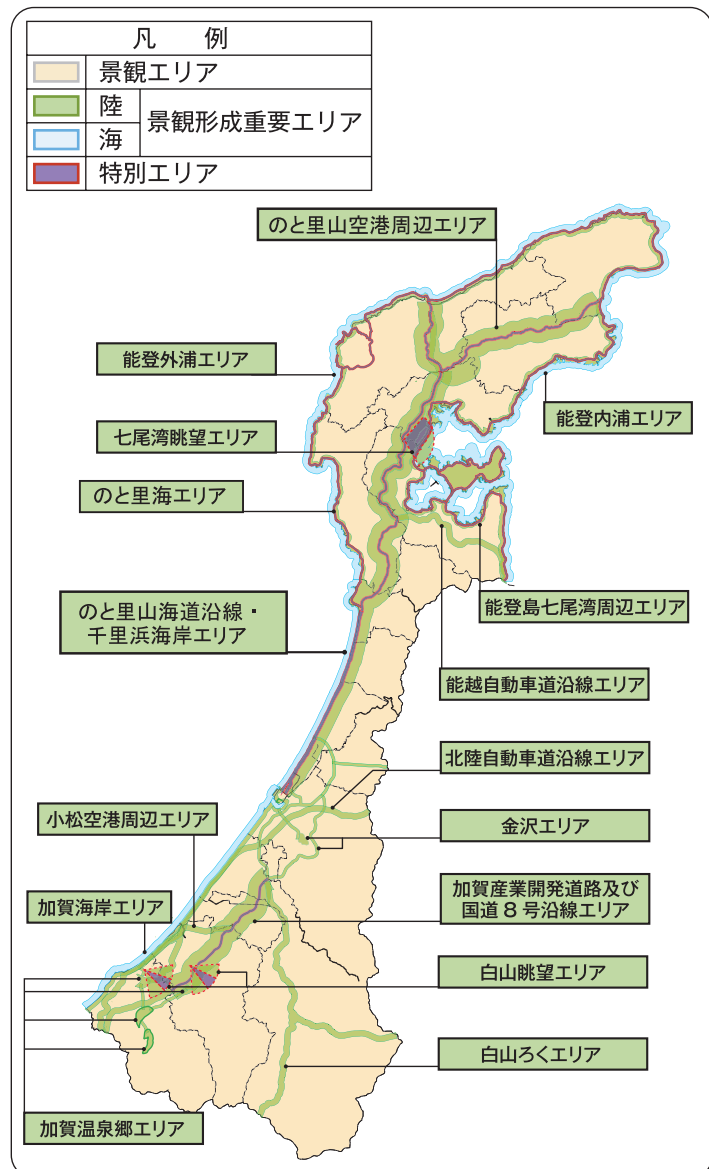 凡例
景観エリア
陸
海
景観形成重要エリア
特別エリア
のと里山空港周辺エリア
能登外浦エリア
能登内浦エリア
七尾湾眺望エリア
のと里海エリア
能登島七尾湾周辺エリア
のと里山海道沿線・
千里浜海岸エリア
能越自動車道沿線エリア
北陸自動車道沿線エリア
小松空港周辺エリア
金沢エリア
加賀産業開発道路及び
国道8号沿線エリア
加賀海岸エリア
白山眺望エリア
白山ろくエリア
加賀温泉郷エリア